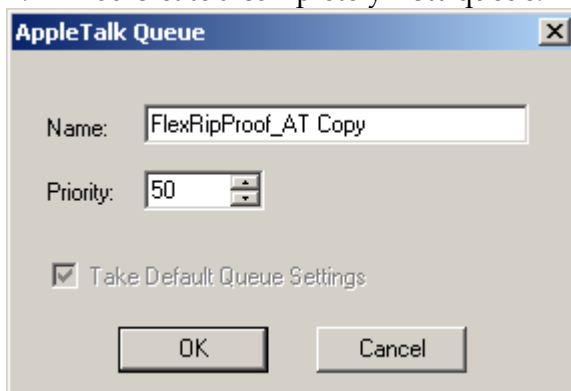 AppleTalk Queue
Name: FlexRipProof_AT Copy
Priority: 50
Take Default Queue Settings
OK Cancel